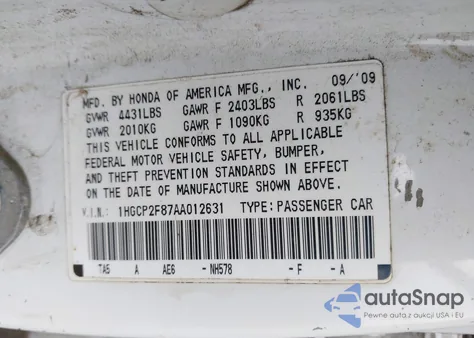 MFD. BY HONDA OF AMERICA MFG., INC. 09/'09
GVWR 4431LBS GAWR F 2403LBS R 2061LBS
GVWR 2010KG GAWR F 1090KG R 935KG
THIS VEHICLE CONFORMS TO ALL APPLICABLE
FEDERAL MOTOR VEHICLE SAFETY, BUMPER,
AND THEFT PREVENTION STANDARDS IN EFFECT
ON THE DATE OF MANUFACTURE SHOWN ABOVE.
V.I.N: 1HGCP2F87AA012631 TYPE: PASSENGER CAR
TA5 A AE6 -NH578 -F -A
autoSnap
Pewne auta z aukcji USA i EU